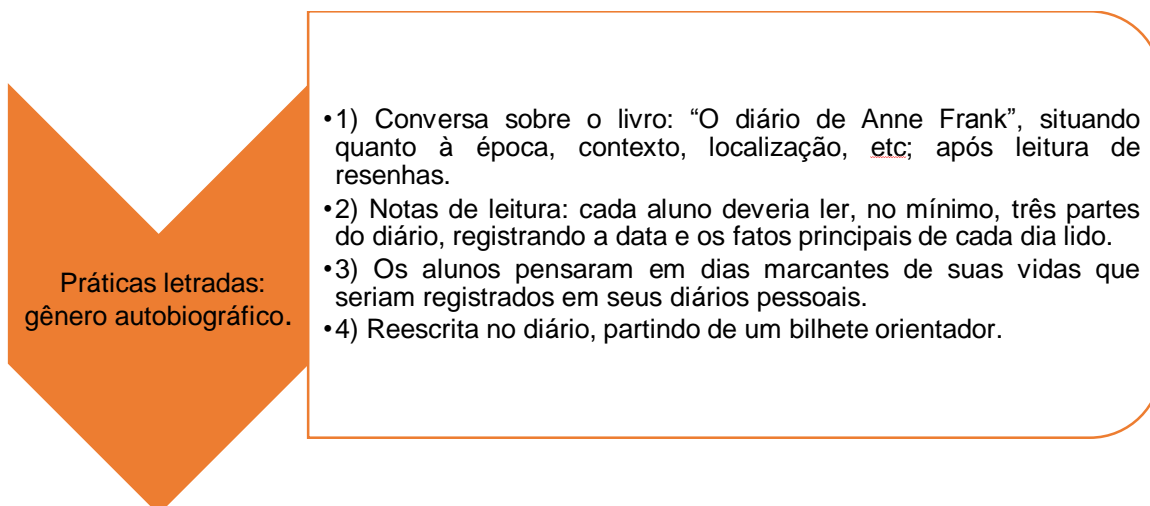 Práticas letradas:
gênero autobiográfico.
•1) Conversa sobre o livro: “O diário de Anne Frank”, situando
quanto à época, contexto, localização, etc; após leitura de
resenhas.
•2) Notas de leitura: cada aluno deveria ler, no mínimo, três partes
do diário, registrando a data e os fatos principais de cada dia lido.
•3) Os alunos pensaram em dias marcantes de suas vidas que
seriam registrados em seus diários pessoais.
•4) Reescrita no diário, partindo de um bilhete orientador.